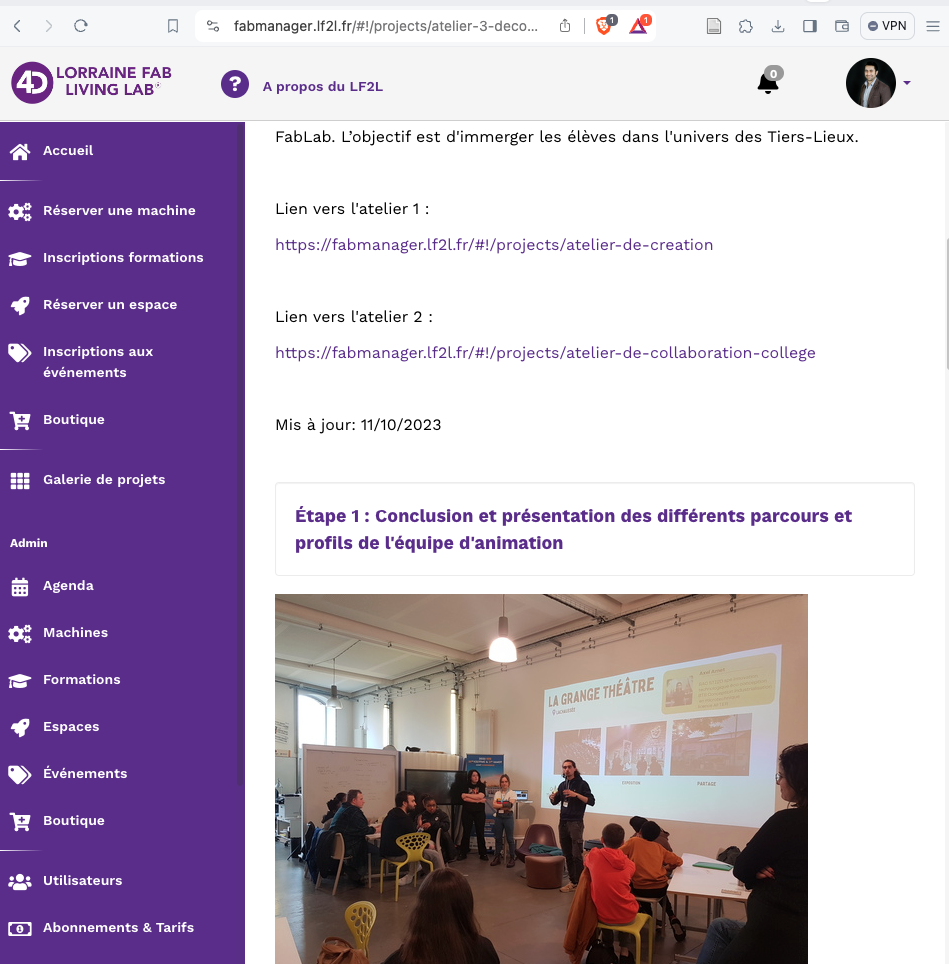 fabmanager.lf2l.fr/#!/projects/atelier-3-deco...
1
1
VPN
4D LORRAINE FAB
LIVING LAB
?
A propos du LF2L
0
Accueil
Réserver une machine
Inscriptions formations
Réserver un espace
Inscriptions aux
événements
Boutique
Galerie de projets
Admin
Agenda
Machines
Formations
Espaces
Événements
Boutique
Utilisateurs
Abonnements & Tarifs
FabLab. L’objectif est d'immerger les élèves dans l'univers des Tiers-Lieux.
Lien vers l'atelier 1 :
https://fabmanager.lf2l.fr/#!/projects/atelier-de-creation
Lien vers l'atelier 2 :
https://fabmanager.lf2l.fr/#!/projects/atelier-de-collaboration-college
Mis à jour: 11/10/2023
Étape 1 : Conclusion et présentation des différents parcours et
profils de l'équipe d'animation
LA GRANGE THÉÂTRE
PARTAGE